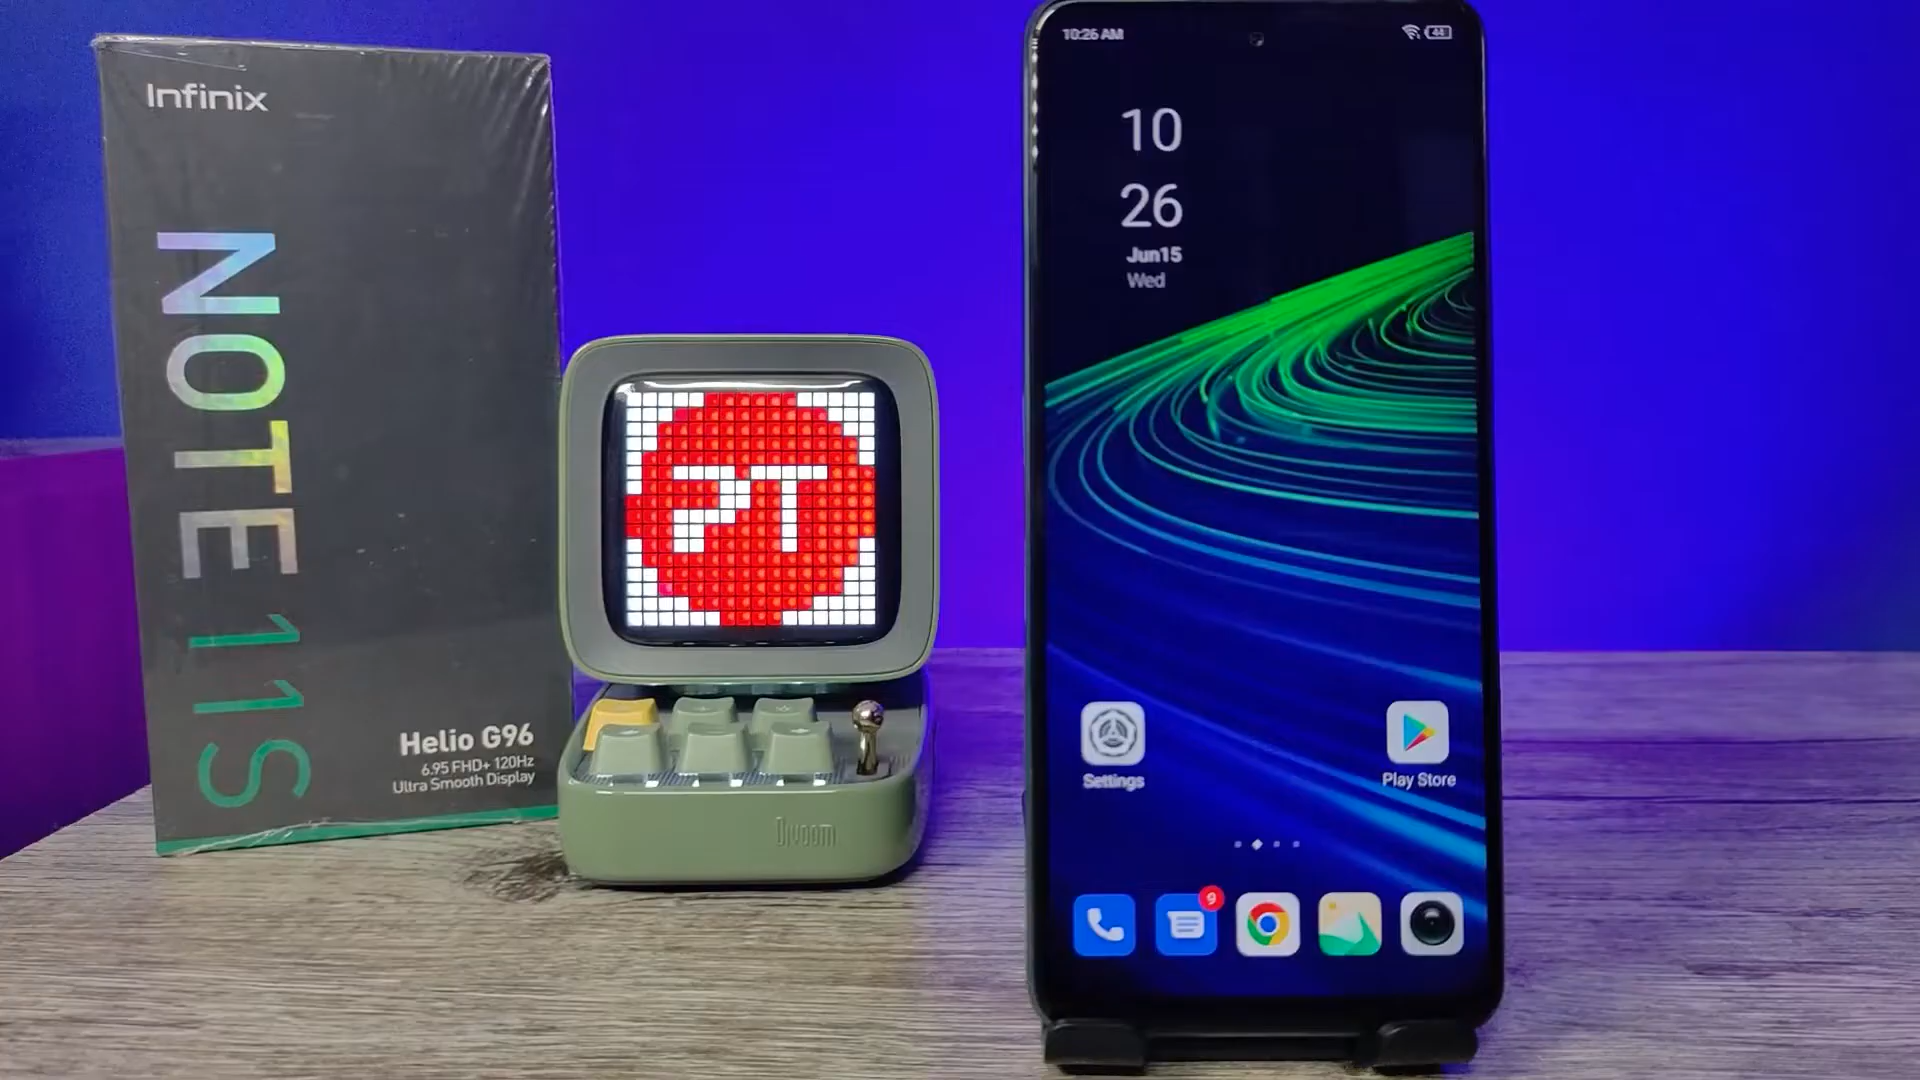 Infinix
NOTE 11S
Helio G96
6.95 FHD+ 120Hz
Ultra Smooth Display
PT
Divoom
10:26 AM
44
10
26
Jun15
Wed
Settings
Play Store
9